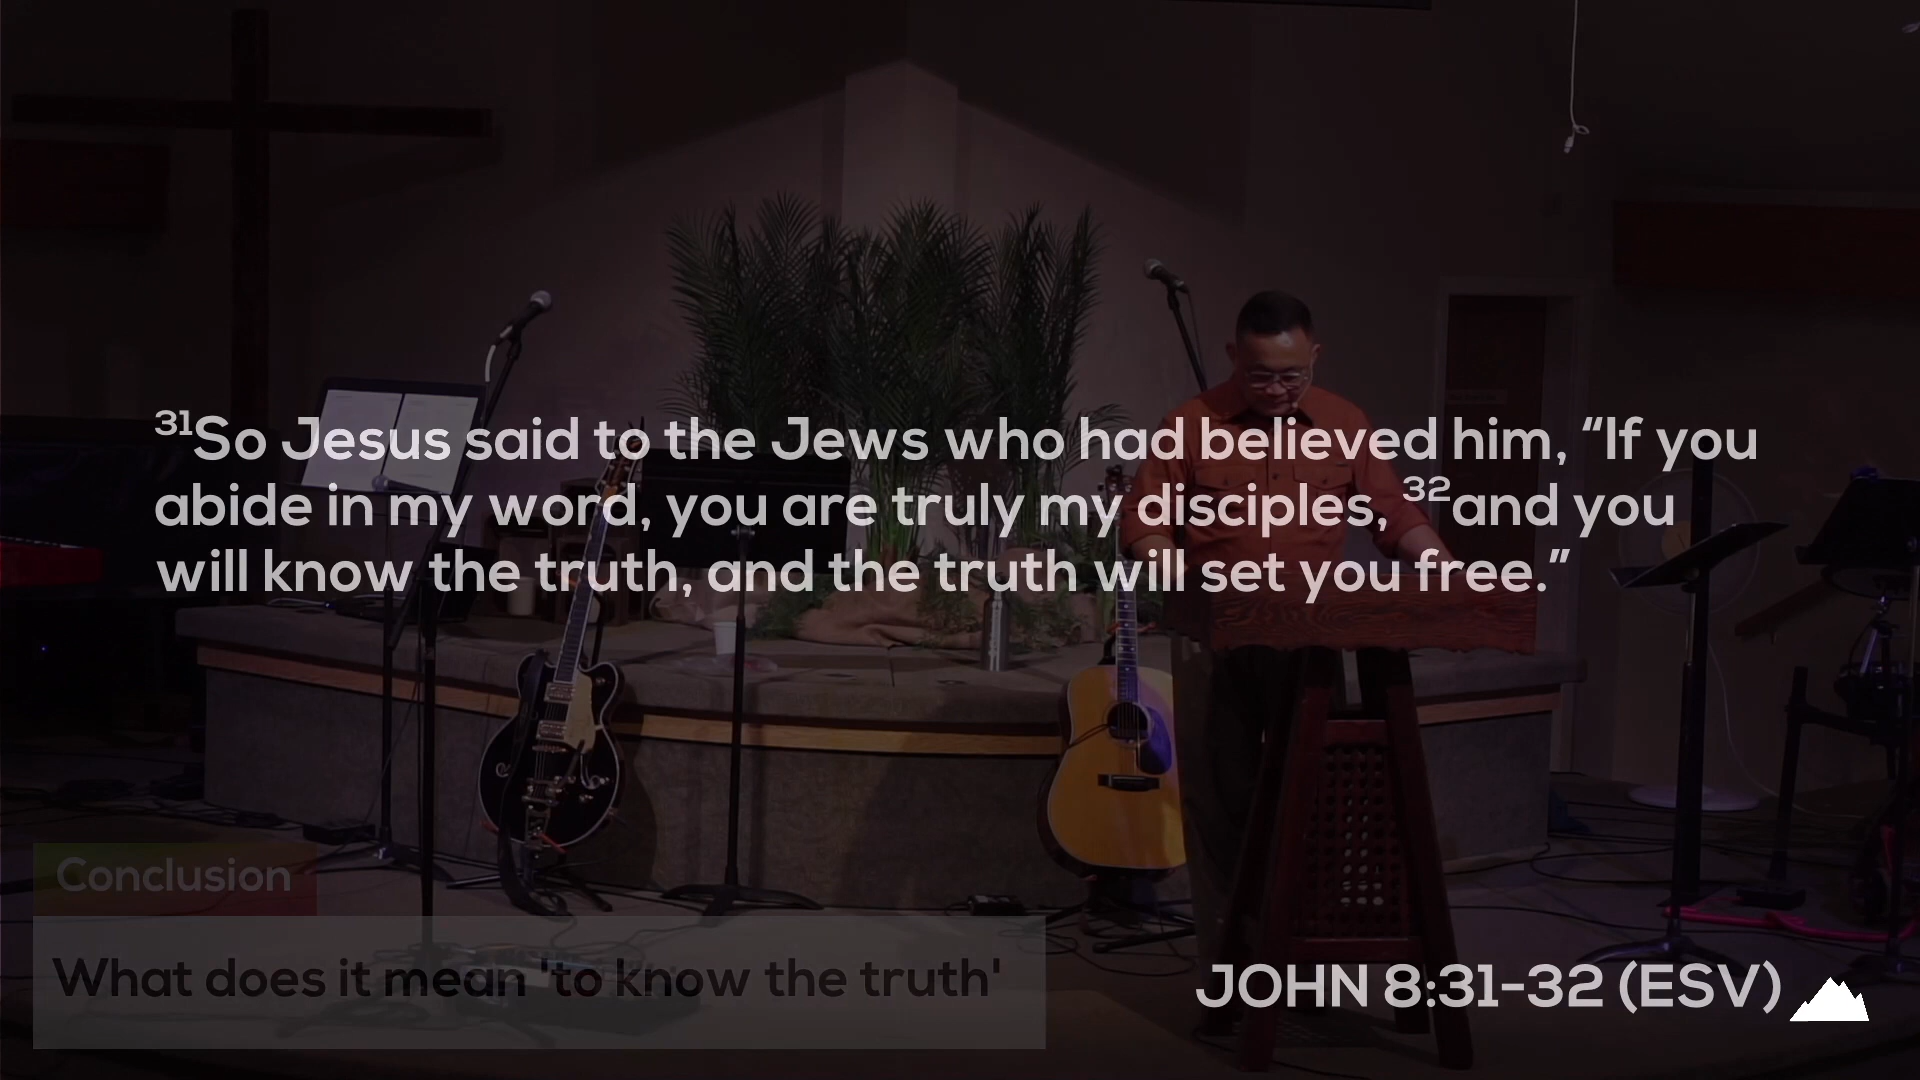 31So Jesus said to the Jews who had believed him, “If you
abide in my word, you are truly my disciples, 32and you
will know the truth, and the truth will set you free.”
Conclusion
What does it mean 'to know the truth'
JOHN 8:31-32 (ESV)